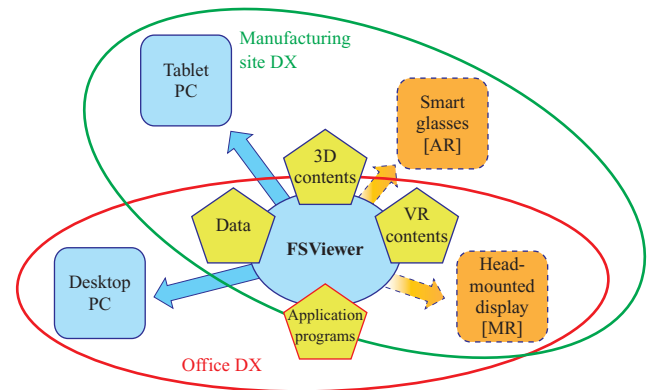 Manufacturing
site DX
Tablet
PC
Smart
glasses
[AR]
3D
contents
Data
VR
contents
FSViewer
Desktop
PC
Head-
mounted
display
[MR]
Application
programs
Office DX